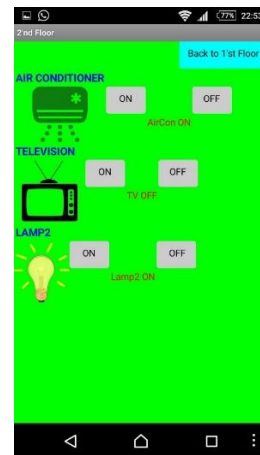 77% 22:53
2'nd Floor
Back to 1'st Floor
AIR CONDITIONER
ON OFF
AirCon ON
TELEVISION
ON OFF
TV OFF
LAMP2
ON OFF
Lamp2 ON